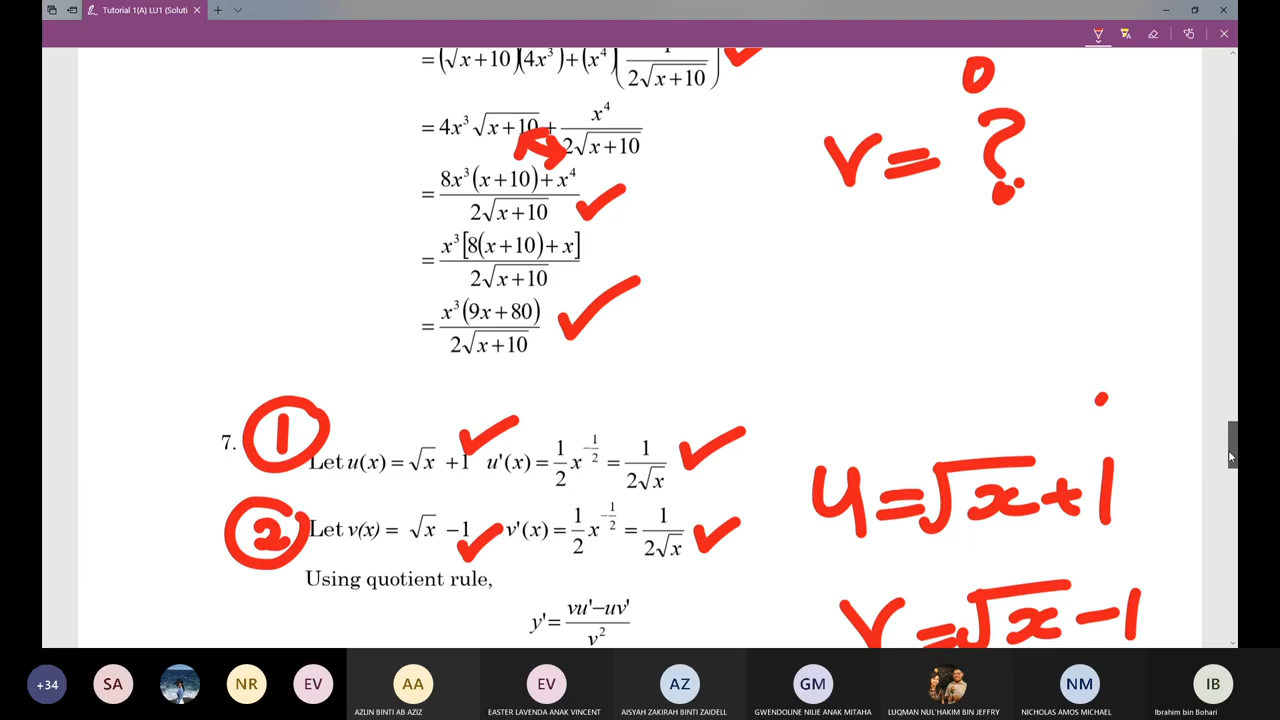 Tutorial 1(A) LU1 (Soluti
= (√x+10)(4x³)+(x⁴)(1/2√x+10)
= 4x³√x+10 + x⁴/2√x+10
= 8x³(x+10)+x⁴/2√x+10
= x³[8(x+10)+x]/2√x+10
= x³(9x+80)/2√x+10
v = ?
7. ① Let u(x) = √x +1 u'(x) = 1/2 x^(-1/2) = 1/2√x
② Let v(x) = √x −1 v'(x) = 1/2 x^(-1/2) = 1/2√x
u = √x + 1
Using quotient rule,
y' = vu'−uv'/v²
v = √x − 1
+34 SA NR EV AA EV AZ GM NM IB
AZLIN BINTI AB AZIZ EASTER LAVENDA ANAK VINCENT AISYAH ZAKIRAH BINTI ZAIDELL GWENDOLINE NILIE ANAK MITAHA LUQMAN NUL'HAKIM BIN JEFFRY NICHOLAS AMOS MICHAEL Ibrahim bin Bohari